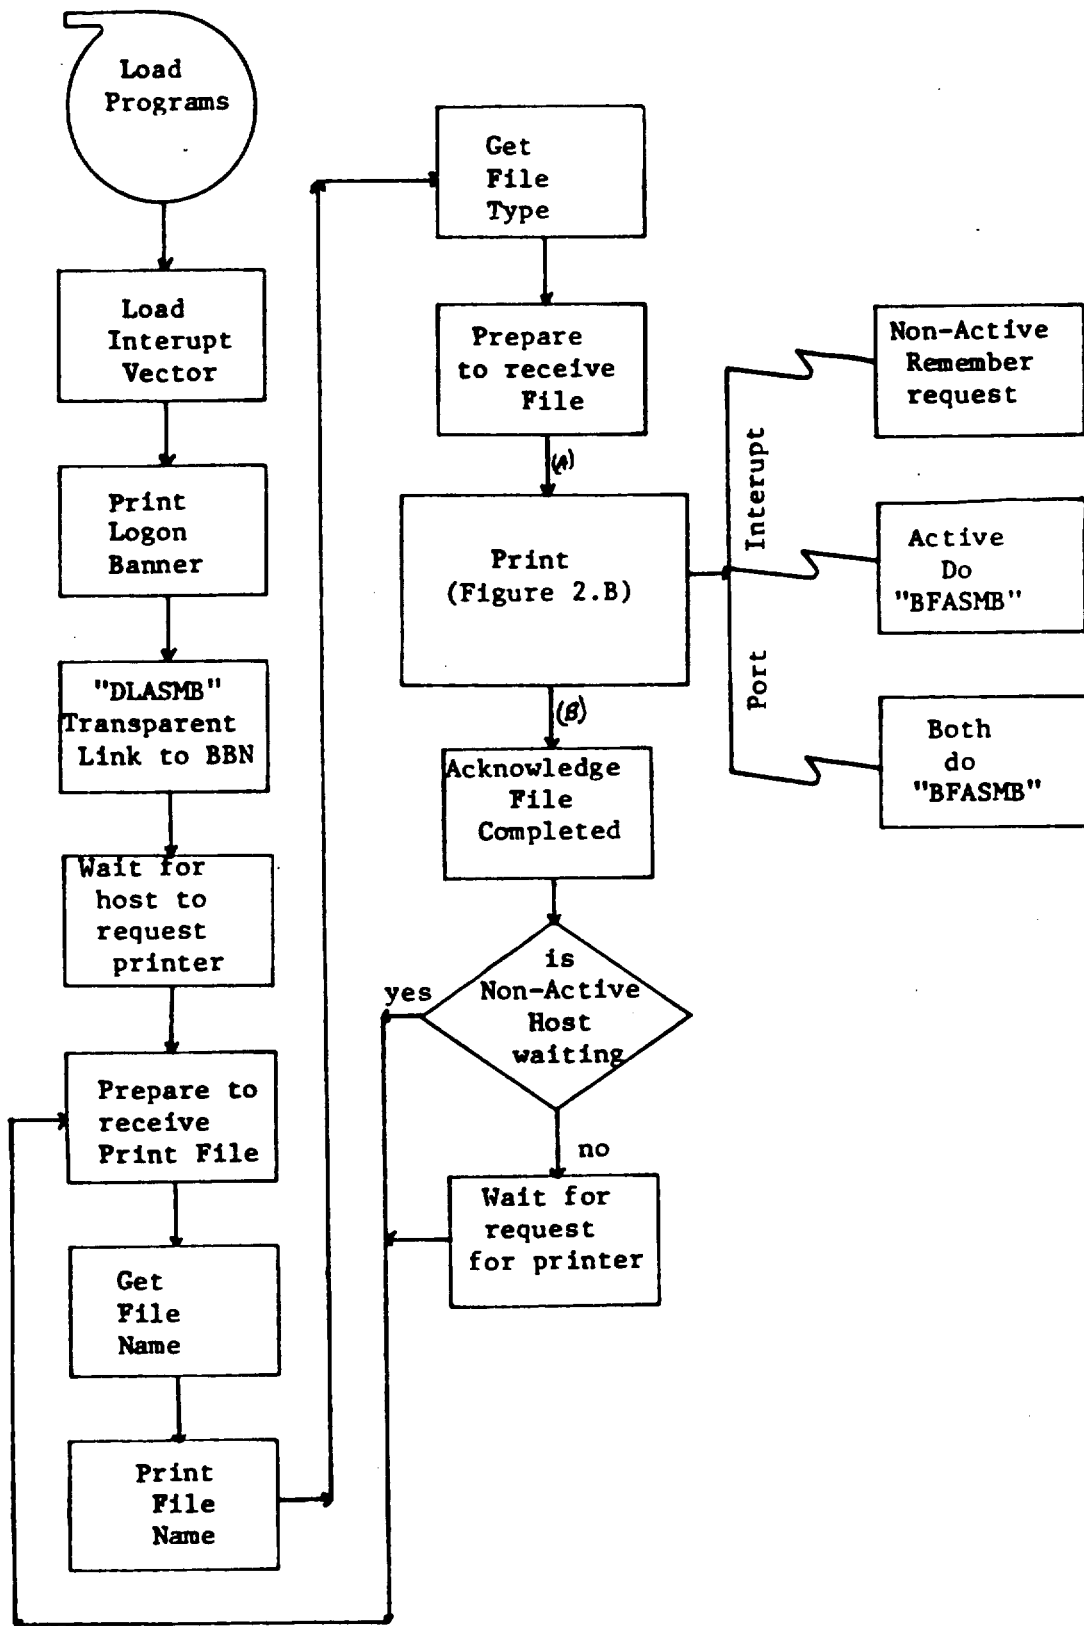 Load
Programs
Load
Interupt
Vector
Print
Logon
Banner
"DLASMB"
Transparent
Link to BBN
Wait for
host to
request
printer
Prepare to
receive
Print File
Get
File
Name
Print
File
Name
Get
File
Type
Prepare
to receive
File
(A)
Print
(Figure 2.B)
(B)
Acknowledge
File
Completed
is
Non-Active
Host
waiting
yes
no
Wait for
request
for printer
Interupt
Port
Non-Active
Remember
request
Active
Do
"BFASMB"
Both
do
"BFASMB"